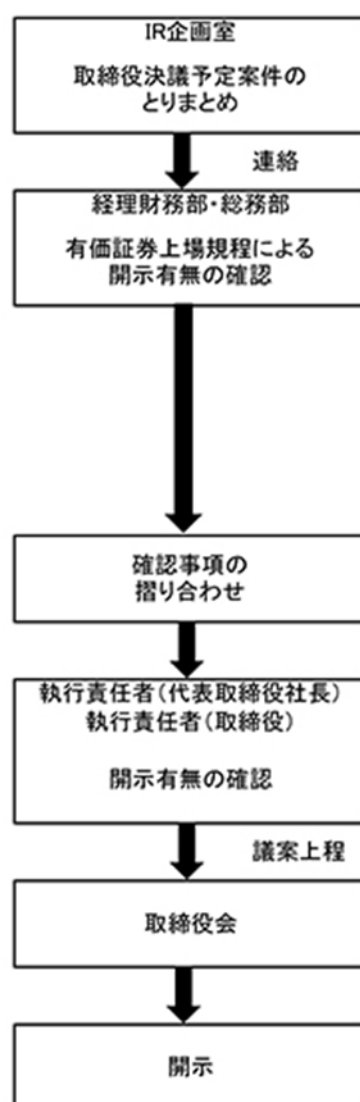 IR企画室
取締役決議予定案件の
とりまとめ
連絡
経理財務部・総務部
有価証券上場規程による
開示有無の確認
確認事項の
摺り合わせ
執行責任者(代表取締役社長)
執行責任者(取締役)
開示有無の確認
議案上程
取締役会
開示